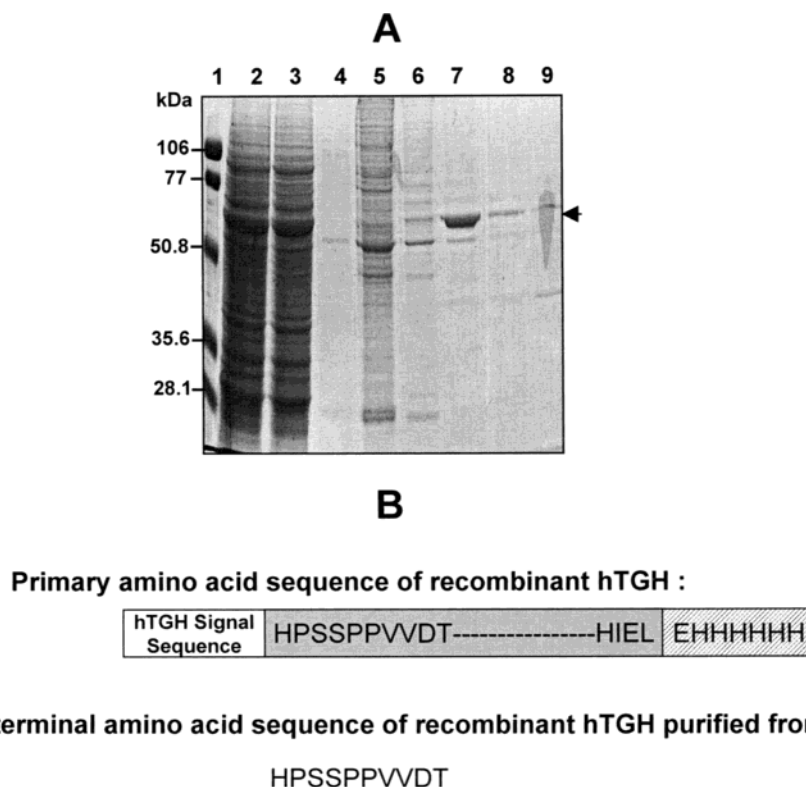 A
1 2 3 4 5 6 7 8 9
kDa
106
77
50.8
35.6
28.1
B
Primary amino acid sequence of recombinant hTGH :
hTGH Signal
Sequence
HPSSPPVVDT----------------HIEL EHHHHHH
terminal amino acid sequence of recombinant hTGH purified
HPSSPPVVDT